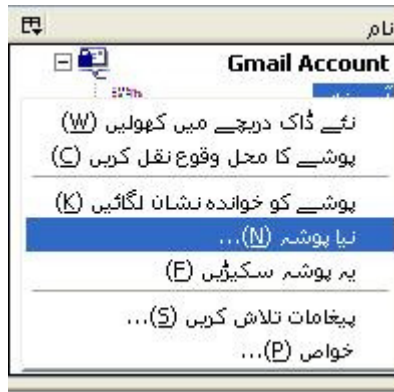 نام
Gmail Account
نئے ڈاک دریچے میں کھولیں (W)
پوشے کا محل وقوع نقل کریں (C)
پوشے کو خواندہ نشان لگائیں (K)
نیا پوشہ (N)...
یہ پوشہ سکیڑیں (F)
پیغامات تلاش کریں (S)...
خواص (P)...